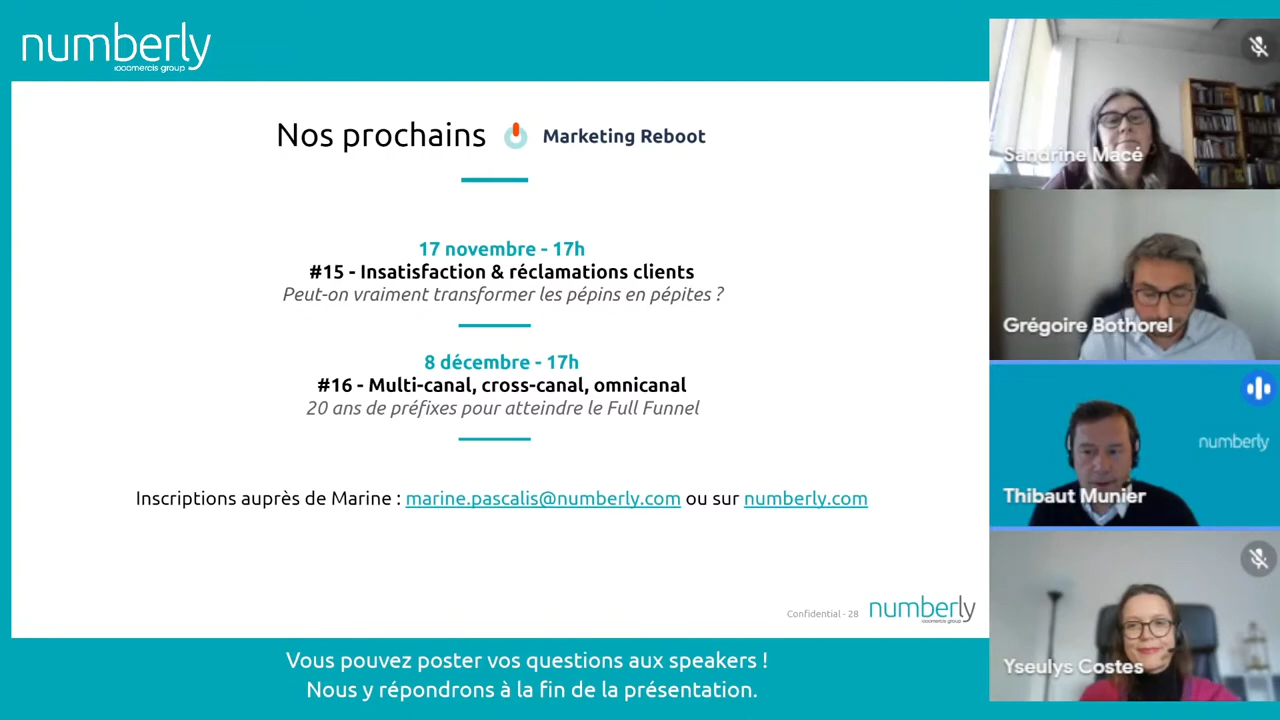 numberly
1000mercis group
Nos prochains Marketing Reboot
17 novembre - 17h
#15 - Insatisfaction & réclamations clients
Peut-on vraiment transformer les pépins en pépites ?
8 décembre - 17h
#16 - Multi-canal, cross-canal, omnicanal
20 ans de préfixes pour atteindre le Full Funnel
Inscriptions auprès de Marine : marine.pascalis@numberly.com ou sur numberly.com
Confidential - 28
numberly
1000mercis group
Vous pouvez poster vos questions aux speakers !
Nous y répondrons à la fin de la présentation.
Sandrine Macé
Grégoire Bothorel
numberly
Thibaut Munier
Yseulys Costes